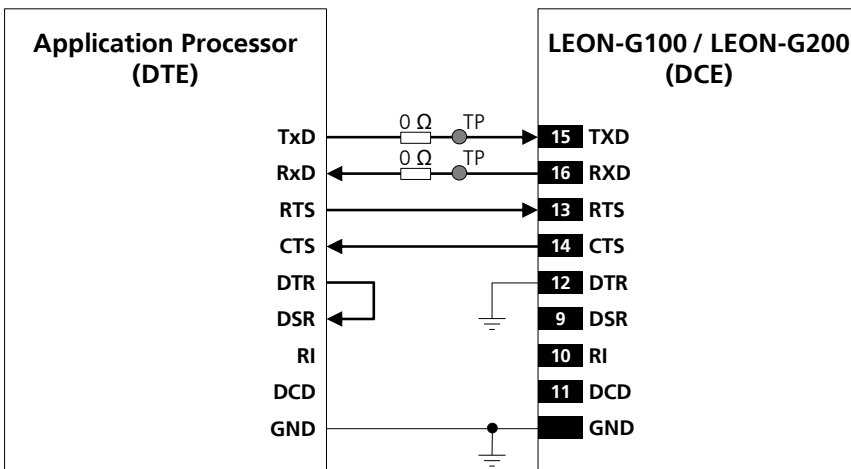 Application Processor
(DTE)
LEON-G100 / LEON-G200
(DCE)
TxD 0 Ω TP 15 TXD
RxD 0 Ω TP 16 RXD
RTS 13 RTS
CTS 14 CTS
DTR 12 DTR
DSR 9 DSR
RI 10 RI
DCD 11 DCD
GND GND